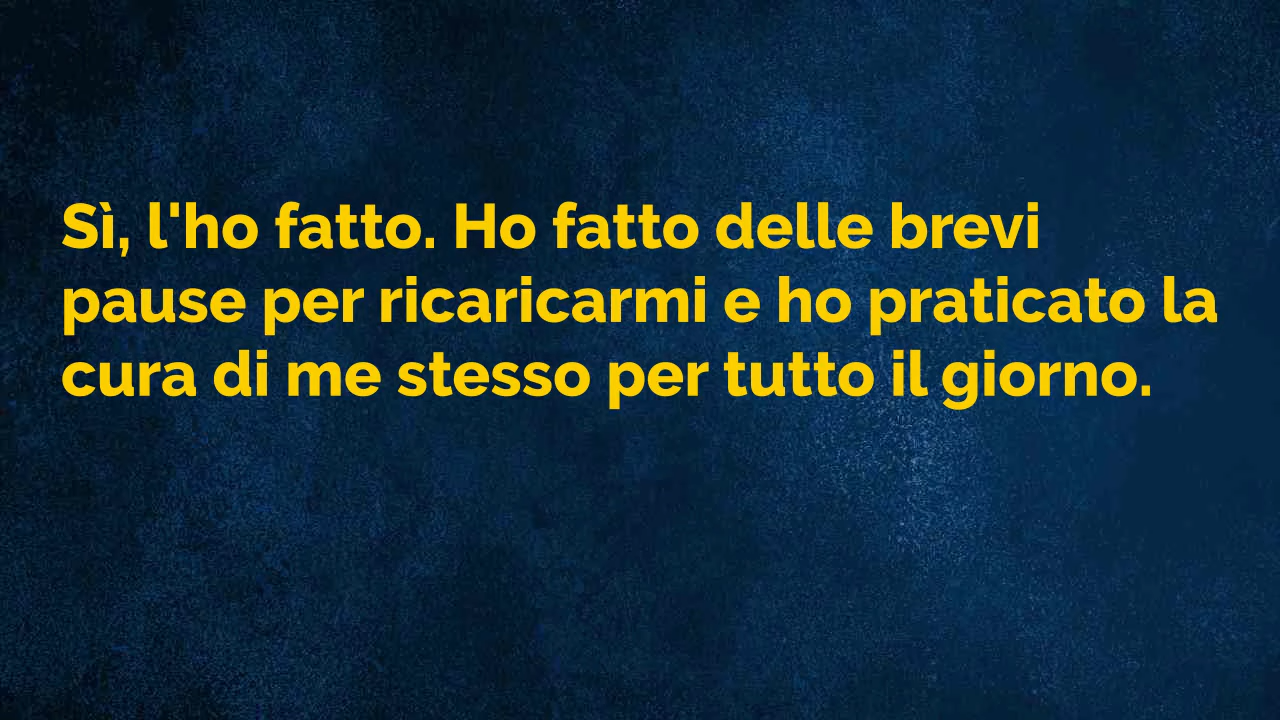 Sì, l'ho fatto. Ho fatto delle brevi
pause per ricaricarmi e ho praticato la
cura di me stesso per tutto il giorno.